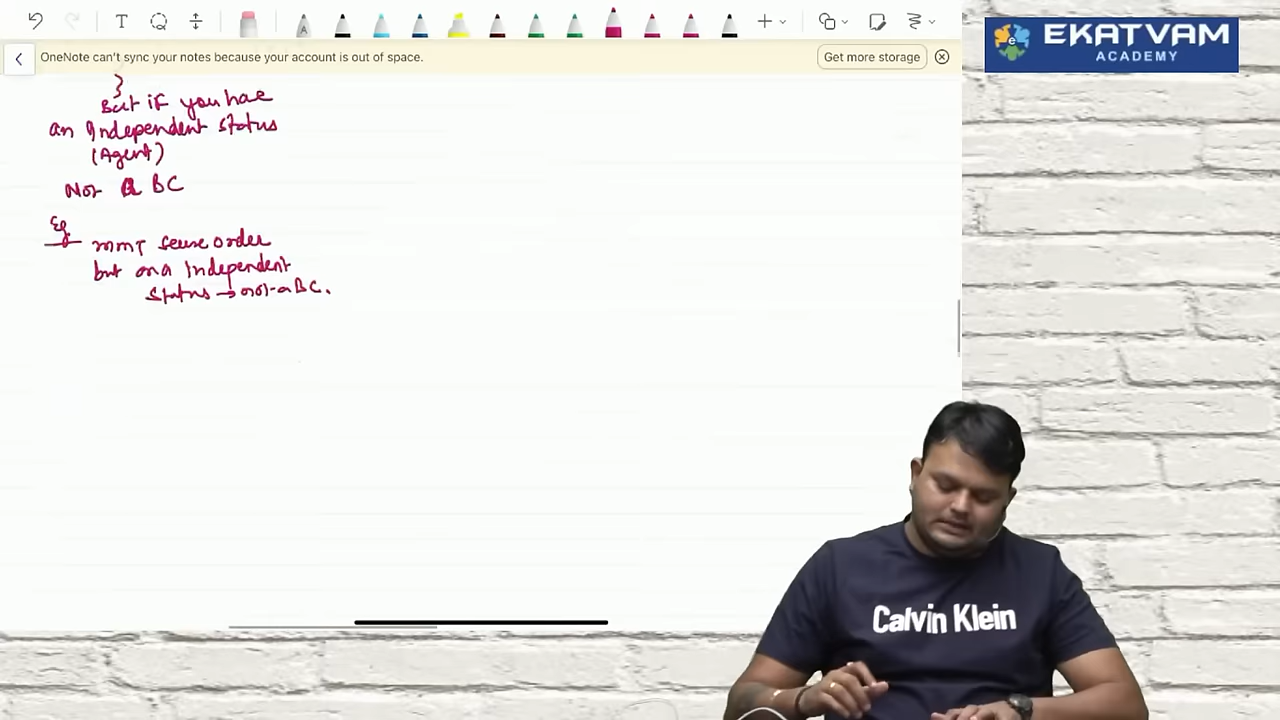 OneNote can't sync your notes because your account is out of space.
Get more storage
EKATVAM
ACADEMY
But if you have
an Independent Status
(Agent)
Not a BC
Eg
MMT Secure order
but on a Independent
Status → not a BC.
Calvin Klein